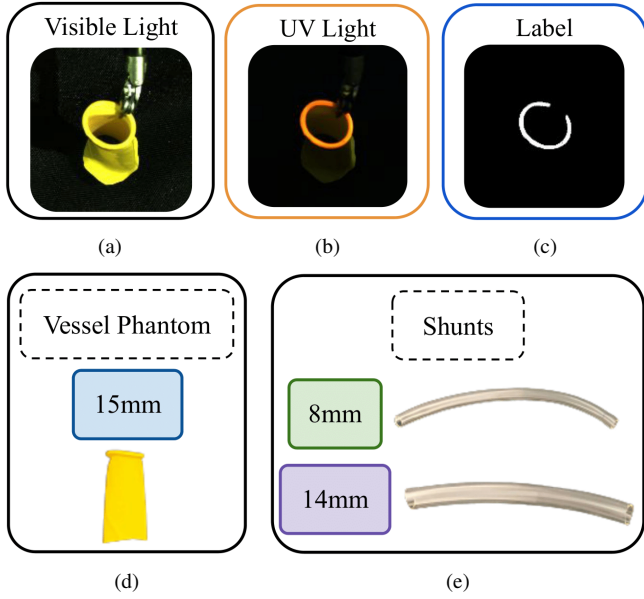 Visible Light
UV Light
Label
(a)
(b)
(c)
Vessel Phantom
15mm
Shunts
8mm
14mm
(d)
(e)